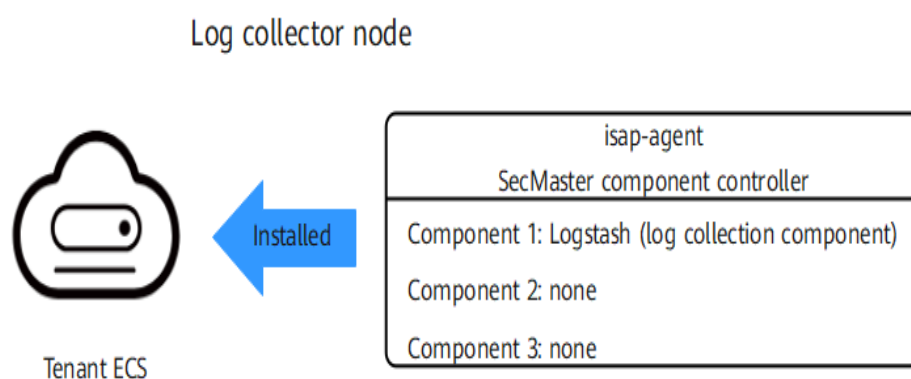 Log collector node
isap-agent
SecMaster component controller
Installed
Component 1: Logstash (log collection component)
Component 2: none
Component 3: none
Tenant ECS